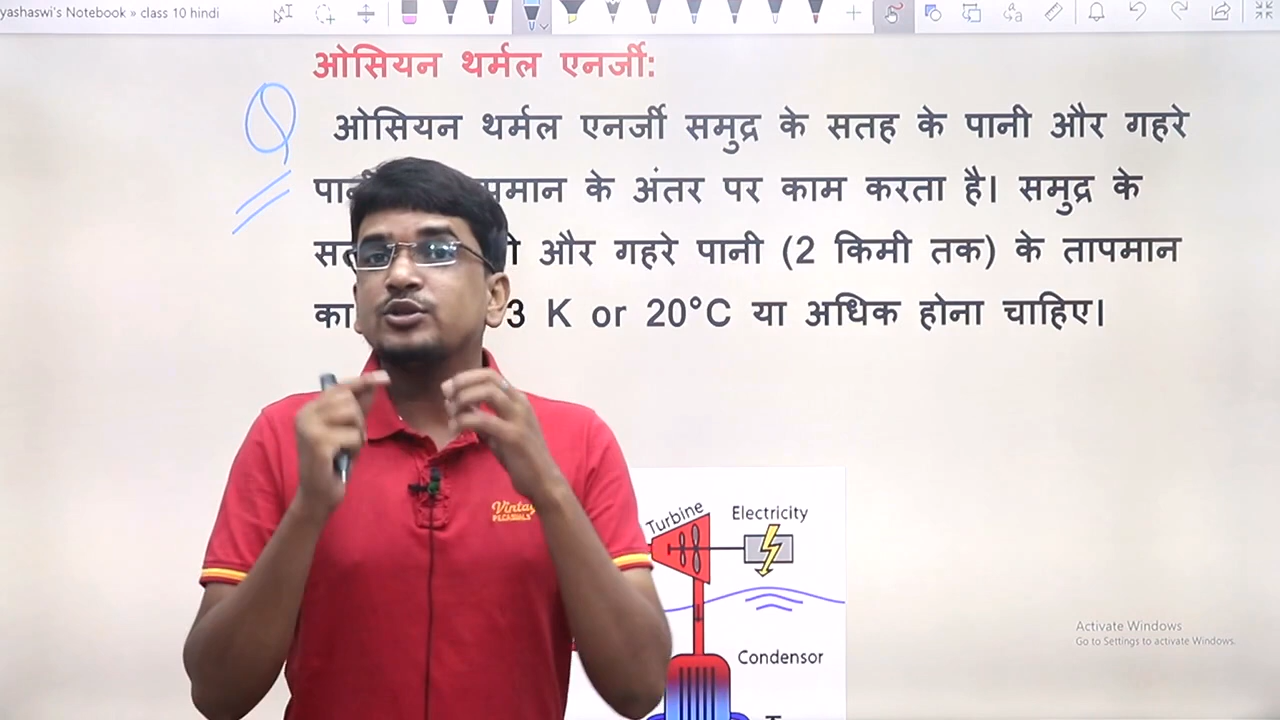 yashaswi's Notebook » class 10 hindi
ओसियन थर्मल एनर्जी:
Q
ओसियन थर्मल एनर्जी समुद्र के सतह के पानी और गहरे
के अंतर पर काम करता है। समुद्र के
और गहरे पानी (2 किमी तक) के तापमान
का 3 K or 20°C या अधिक होना चाहिए।
Vintage
Turbine
Electricity
Condensor
Activate Windows
Go to Settings to activate Windows.